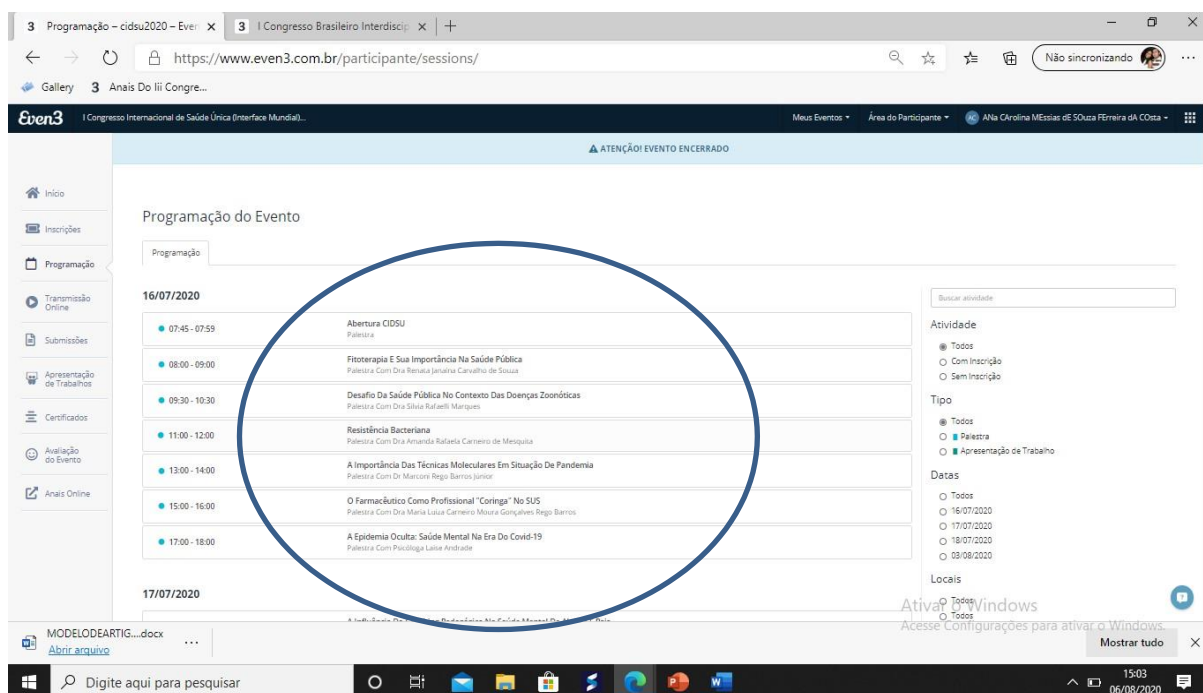 3 Programação – cidsu2020 – Even
3 I Congresso Brasileiro Interdiscip
https://www.even3.com.br/participante/sessions/
Não sincronizando
Gallery
3 Anais Do Iii Congre...
Even3
I Congresso Internacional de Saúde Única (Interface Mundial)...
Meus Eventos
Área do Participante
AC ANa CArolina MEssias dE SOuza FErreira dA COsta
ATENÇÃO! EVENTO ENCERRADO
Início
Inscrições
Programação
Transmissão
Online
Submissões
Apresentação
de Trabalhos
Certificados
Avaliação
do Evento
Anais Online
Programação do Evento
Programação
16/07/2020
07:45 - 07:59
Abertura CIDSU
Palestra
08:00 - 09:00
Fitoterapia E Sua Importância Na Saúde Pública
Palestra Com Dra Renata Janaína Carvalho de Souza
09:30 - 10:30
Desafio Da Saúde Pública No Contexto Das Doenças Zoonóticas
Palestra Com Dra Silvia Rafaelli Marques
11:00 - 12:00
Resistência Bacteriana
Palestra Com Dra Amanda Rafaela Carneiro de Mesquita
13:00 - 14:00
A Importância Das Técnicas Moleculares Em Situação De Pandemia
Palestra Com Dr Marconi Rego Barros Júnior
15:00 - 16:00
O Farmacêutico Como Profissional "Coringa" No SUS
Palestra Com Dra Maria Luiza Carneiro Moura Gonçalves Rego Barros
17:00 - 18:00
A Epidemia Oculta: Saúde Mental Na Era Do Covid-19
Palestra Com Psicóloga Laise Andrade
17/07/2020
Buscar atividade
Atividade
Todos
Com Inscrição
Sem Inscrição
Tipo
Todos
Palestra
Apresentação de Trabalho
Datas
Todos
16/07/2020
17/07/2020
18/07/2020
03/08/2020
Locais
Todos
Todos
Ativar o Windows
Acesse Configurações para ativar o Windows.
MODELODEARTIG....docx
Abrir arquivo
Mostrar tudo
Digite aqui para pesquisar
15:03
06/08/2020